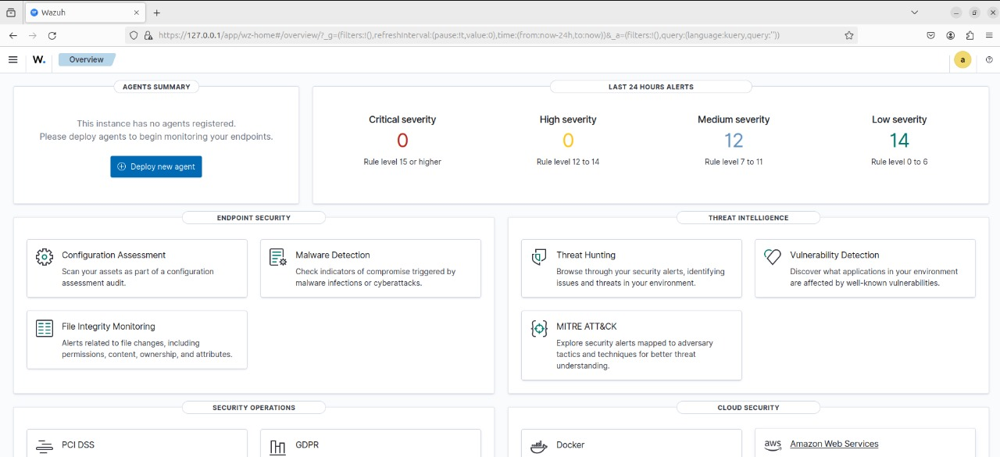 Wazuh
https://127.0.0.1/app/wz-home#/overview/?_g=(filters:!(),refreshInterval:(pause:!t,value:0),time:(from:now-24h,to:now))&_a=(filters:!(),query:(language:kuery,query:''))
W.
Overview
a
AGENTS SUMMARY
This instance has no agents registered.
Please deploy agents to begin monitoring your endpoints.
Deploy new agent
LAST 24 HOURS ALERTS
Critical severity
0
Rule level 15 or higher
High severity
0
Rule level 12 to 14
Medium severity
12
Rule level 7 to 11
Low severity
14
Rule level 0 to 6
ENDPOINT SECURITY
Configuration Assessment
Scan your assets as part of a configuration
assessment audit.
Malware Detection
Check indicators of compromise triggered by
malware infections or cyberattacks.
File Integrity Monitoring
Alerts related to file changes, including
permissions, content, ownership, and attributes.
THREAT INTELLIGENCE
Threat Hunting
Browse through your security alerts, identifying
issues and threats in your environment.
Vulnerability Detection
Discover what applications in your environment
are affected by well-known vulnerabilities.
MITRE ATT&CK
Explore security alerts mapped to adversary
tactics and techniques for better threat
understanding.
SECURITY OPERATIONS
PCI DSS
GDPR
CLOUD SECURITY
Docker
aws
Amazon Web Services